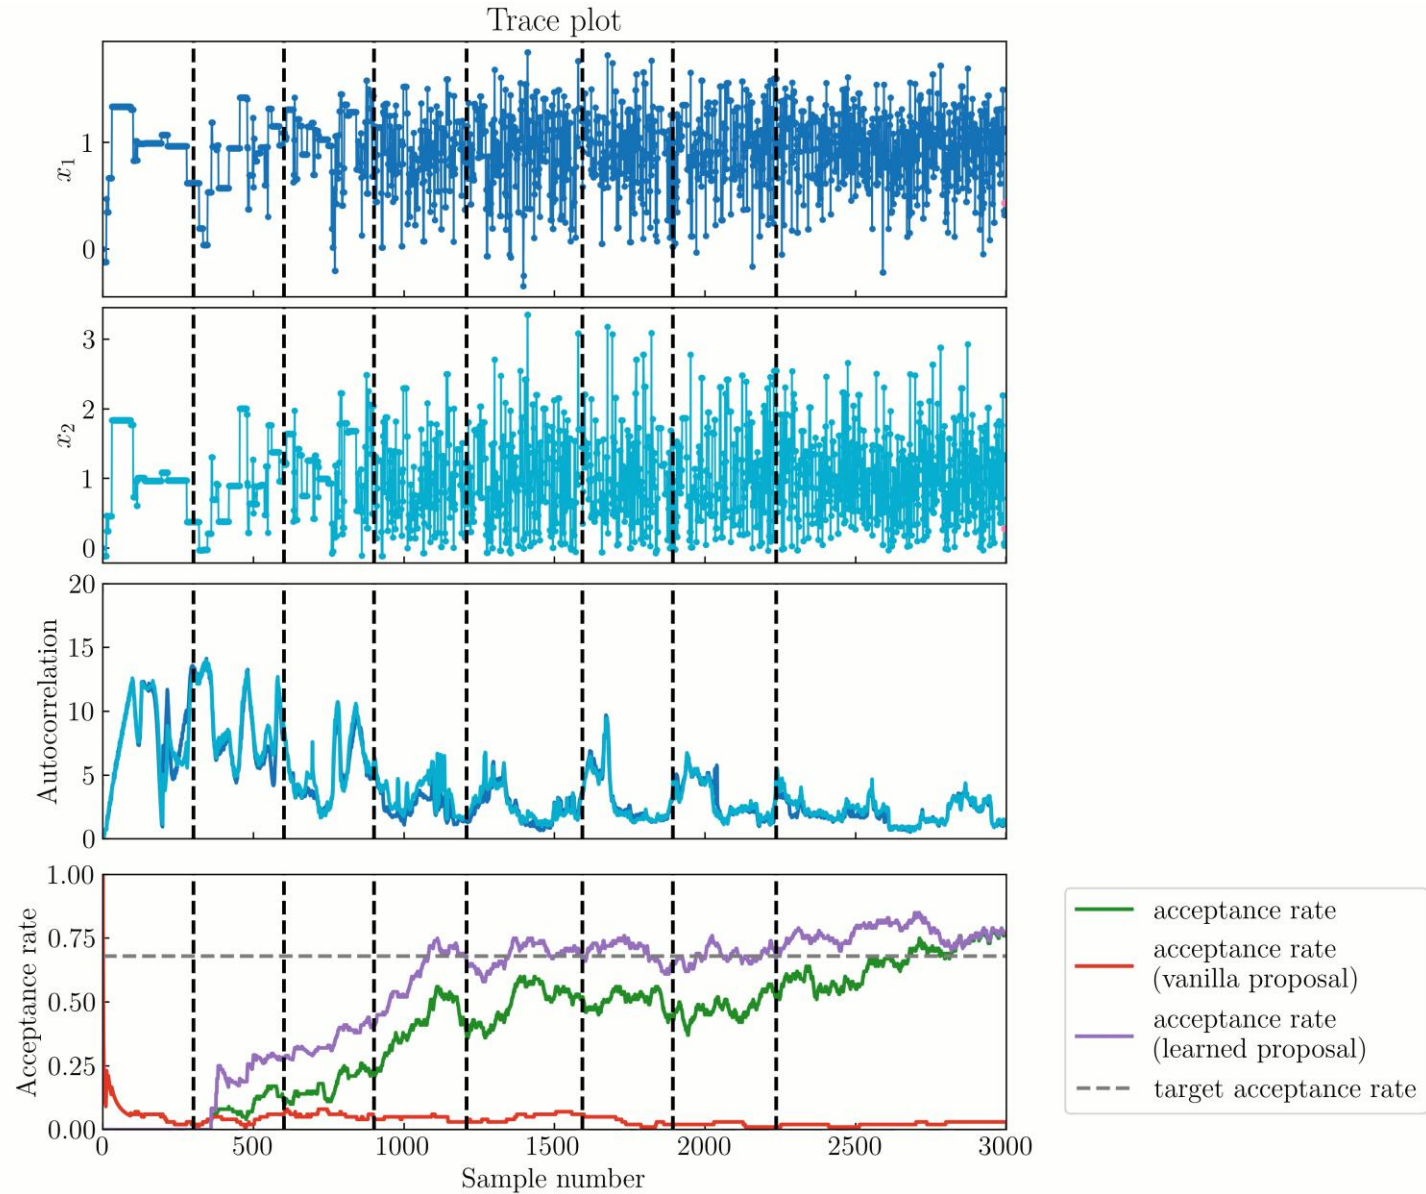 Trace plot
1
0
x₁
3
2
1
0
x₂
20
15
10
5
0
Autocorrelation
1.00
0.75
0.50
0.25
0.00
Acceptance rate
0 500 1000 1500 2000 2500 3000
Sample number
acceptance rate
acceptance rate
(vanilla proposal)
acceptance rate
(learned proposal)
target acceptance rate